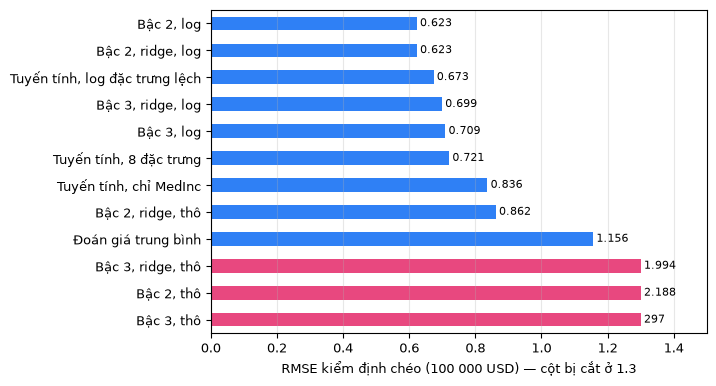 Bậc 2, log 0.623
Bậc 2, ridge, log 0.623
Tuyến tính, log đặc trưng lệch 0.673
Bậc 3, ridge, log 0.699
Bậc 3, log 0.709
Tuyến tính, 8 đặc trưng 0.721
Tuyến tính, chỉ MedInc 0.836
Bậc 2, ridge, thô 0.862
Đoán giá trung bình 1.156
Bậc 3, ridge, thô 1.994
Bậc 2, thô 2.188
Bậc 3, thô 297
0.0 0.2 0.4 0.6 0.8 1.0 1.2 1.4
RMSE kiểm định chéo (100 000 USD) — cột bị cắt ở 1.3